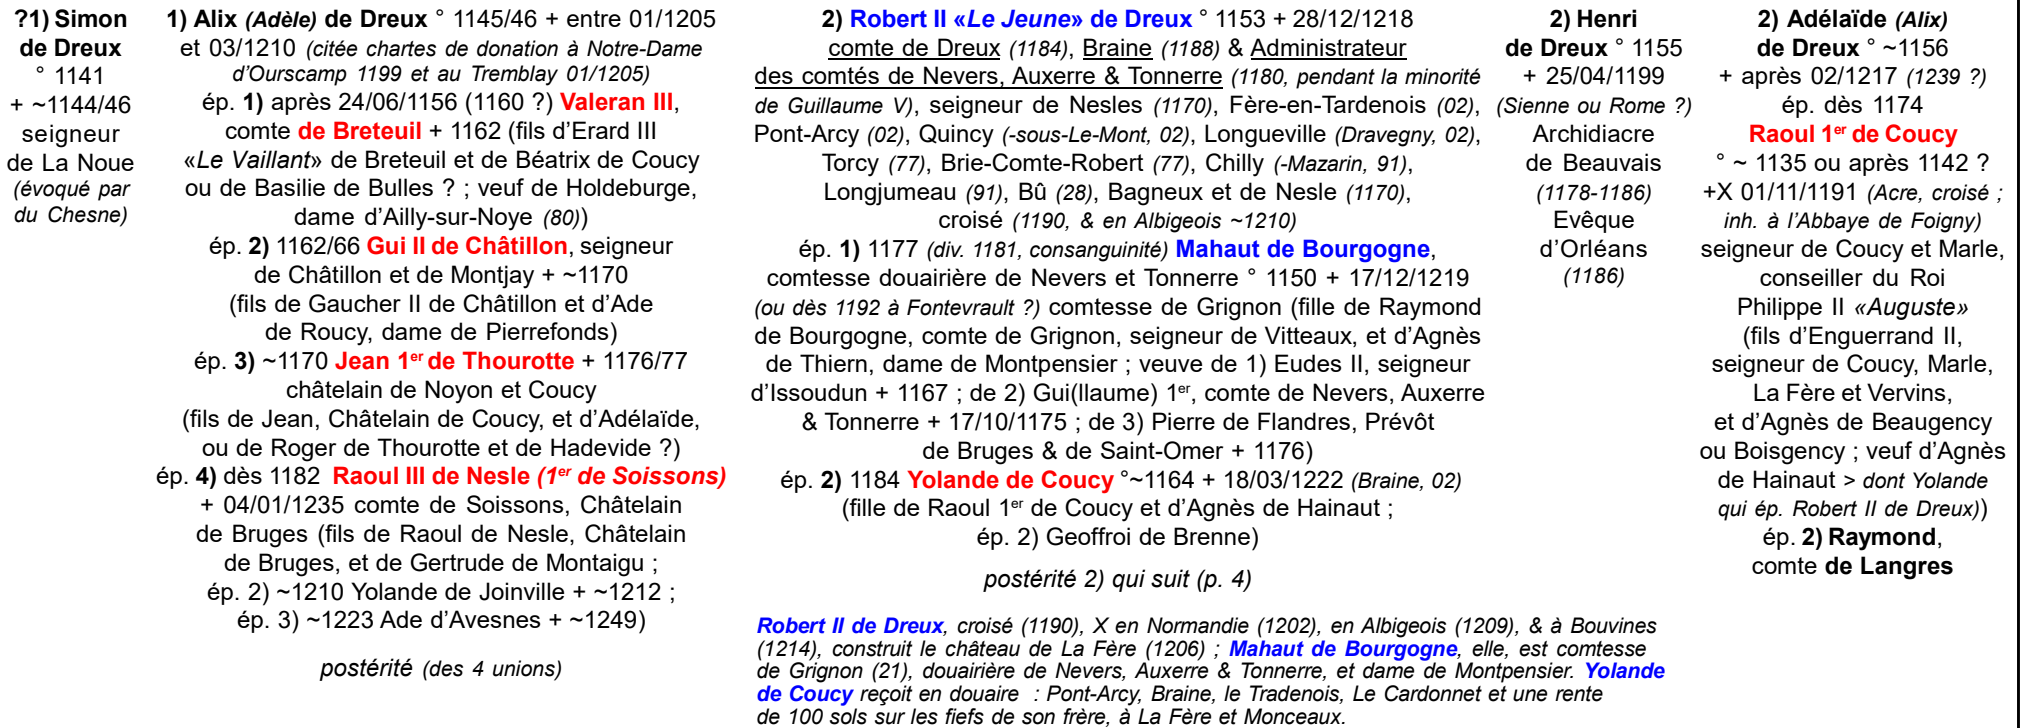 ?1) Simon
de Dreux
° 1141
+ ~1144/46
seigneur
de La Noue
(évoqué par
du Chesne)
1) Alix (Adèle) de Dreux ° 1145/46 + entre 01/1205
et 03/1210 (citée chartes de donation à Notre-Dame
d’Ourscamp 1199 et au Tremblay 01/1205)
ép. 1) après 24/06/1156 (1160 ?) Valeran III,
comte de Breteuil + 1162 (fils d’Erard III
«Le Vaillant» de Breteuil et de Béatrix de Coucy
ou de Basilie de Bulles ? ; veuf de Holdeburge,
dame d’Ailly-sur-Noye (80))
ép. 2) 1162/66 Gui II de Châtillon, seigneur
de Châtillon et de Montjay + ~1170
(fils de Gaucher II de Châtillon et d’Ade
de Roucy, dame de Pierrefonds)
ép. 3) ~1170 Jean 1er de Thourotte + 1176/77
châtelain de Noyon et Coucy
(fils de Jean, Châtelain de Coucy, et d’Adélaïde,
ou de Roger de Thourotte et de Hadevide ?)
ép. 4) dès 1182 Raoul III de Nesle (1er de Soissons)
+ 04/01/1235 comte de Soissons, Châtelain
de Bruges (fils de Raoul de Nesle, Châtelain
de Bruges, et de Gertrude de Montaigu ;
ép. 2) ~1210 Yolande de Joinville + ~1212 ;
ép. 3) ~1223 Ade d’Avesnes + ~1249)
postérité (des 4 unions)
2) Robert II «Le Jeune» de Dreux ° 1153 + 28/12/1218
comte de Dreux (1184), Braine (1188) & Administrateur
des comtés de Nevers, Auxerre & Tonnerre (1180, pendant la minorité
de Guillaume V), seigneur de Nesles (1170), Fère-en-Tardenois (02),
Pont-Arcy (02), Quincy (-sous-Le-Mont, 02), Longueville (Dravegny, 02),
Torcy (77), Brie-Comte-Robert (77), Chilly (-Mazarin, 91),
Longjumeau (91), Bû (28), Bagneux et de Nesle (1170),
croisé (1190, & en Albigeois ~1210)
ép. 1) 1177 (div. 1181, consanguinité) Mahaut de Bourgogne,
comtesse douairière de Nevers et Tonnerre ° 1150 + 17/12/1219
(ou dès 1192 à Fontevrault ?) comtesse de Grignon (fille de Raymond
de Bourgogne, comte de Grignon, seigneur de Vitteaux, et d’Agnès
de Thiern, dame de Montpensier ; veuve de 1) Eudes II, seigneur
d’Issoudun + 1167 ; de 2) Gui(llaume) 1er, comte de Nevers, Auxerre
& Tonnerre + 17/10/1175 ; de 3) Pierre de Flandres, Prévôt
de Bruges & de Saint-Omer + 1176)
ép. 2) 1184 Yolande de Coucy °~1164 + 18/03/1222 (Braine, 02)
(fille de Raoul 1er de Coucy et d’Agnès de Hainaut ;
ép. 2) Geoffroi de Brenne)
postérité 2) qui suit (p. 4)
2) Henri
de Dreux ° 1155
+ 25/04/1199
(Sienne ou Rome ?)
Archidiacre
de Beauvais
(1178-1186)
Evêque
d’Orléans
(1186)
2) Adélaïde (Alix)
de Dreux ° ~1156
+ après 02/1217 (1239 ?)
ép. dès 1174
Raoul 1er de Coucy
° ~ 1135 ou après 1142 ?
+X 01/11/1191 (Acre, croisé ;
inh. à l’Abbaye de Foigny)
seigneur de Coucy et Marle,
conseiller du Roi
Philippe II «Auguste»
(fils d’Enguerrand II,
seigneur de Coucy, Marle,
La Fère et Vervins,
et d’Agnès de Beaugency
ou Boisgency ; veuf d’Agnès
de Hainaut > dont Yolande
qui ép. Robert II de Dreux))
ép. 2) Raymond,
comte de Langres
Robert II de Dreux, croisé (1190), X en Normandie (1202), en Albigeois (1209), & à Bouvines
(1214), construit le château de La Fère (1206) ; Mahaut de Bourgogne, elle, est comtesse
de Grignon (21), douairière de Nevers, Auxerre & Tonnerre, et dame de Montpensier. Yolande
de Coucy reçoit en douaire : Pont-Arcy, Braine, le Tradenois, Le Cardonnet et une rente
de 100 sols sur les fiefs de son frère, à La Fère et Monceaux.